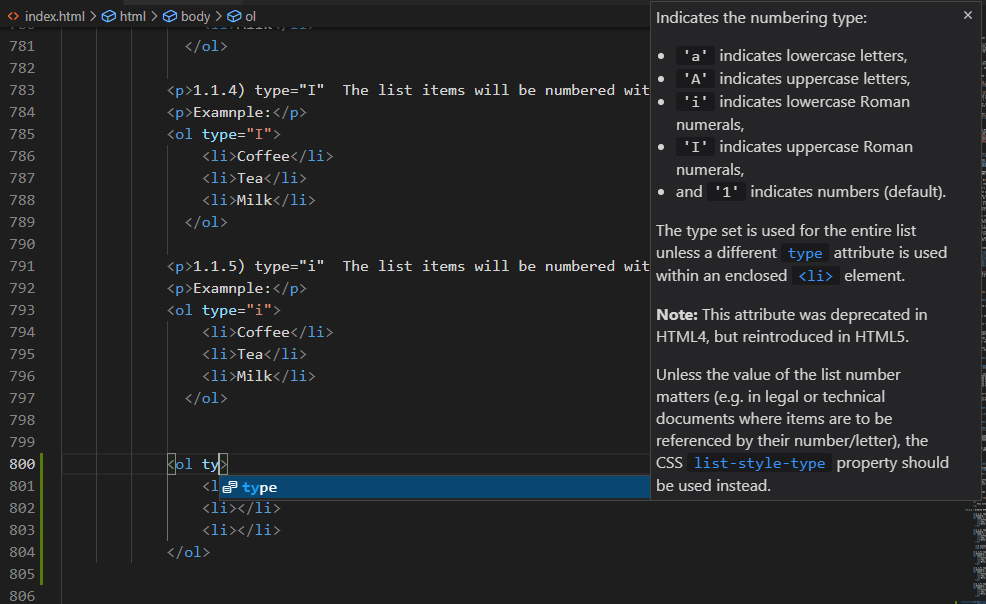 index.html > html > body > ol
781 </ol>
782
783 <p>1.1.4) type="I"  The list items will be numbered wit
784 <p>Examnple:</p>
785 <ol type="I">
786 <li>Coffee</li>
787 <li>Tea</li>
788 <li>Milk</li>
789 </ol>
790
791 <p>1.1.5) type="i"  The list items will be numbered wit
792 <p>Examnple:</p>
793 <ol type="i">
794 <li>Coffee</li>
795 <li>Tea</li>
796 <li>Milk</li>
797 </ol>
798
799
800 <ol ty>
801 <l
type
802 <li></li>
803 <li></li>
804 </ol>
805
806
Indicates the numbering type:
• 'a' indicates lowercase letters,
• 'A' indicates uppercase letters,
• 'i' indicates lowercase Roman
numerals,
• 'I' indicates uppercase Roman
numerals,
• and '1' indicates numbers (default).
The type set is used for the entire list
unless a different type attribute is used
within an enclosed <li> element.
Note: This attribute was deprecated in
HTML4, but reintroduced in HTML5.
Unless the value of the list number
matters (e.g. in legal or technical
documents where items are to be
referenced by their number/letter), the
CSS list-style-type property should
be used instead.